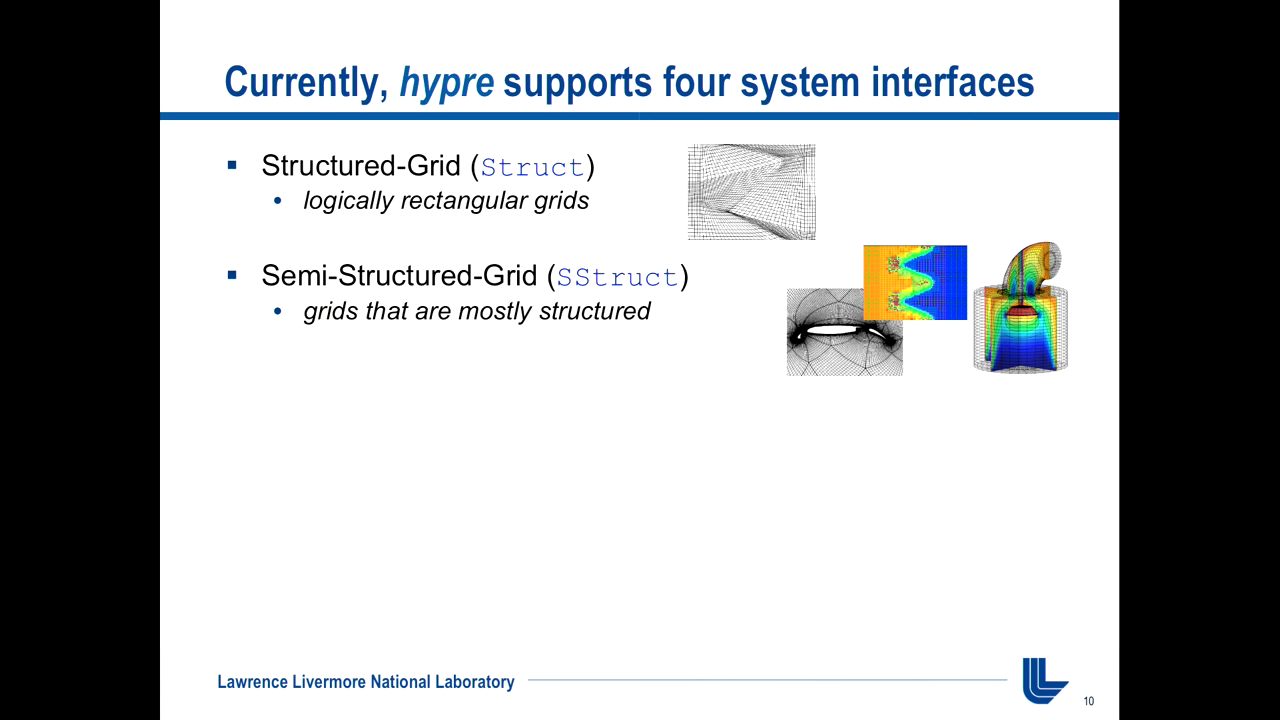 Currently, hypre supports four system interfaces
▪ Structured-Grid (Struct)
• logically rectangular grids
▪ Semi-Structured-Grid (SStruct)
• grids that are mostly structured
Lawrence Livermore National Laboratory
10